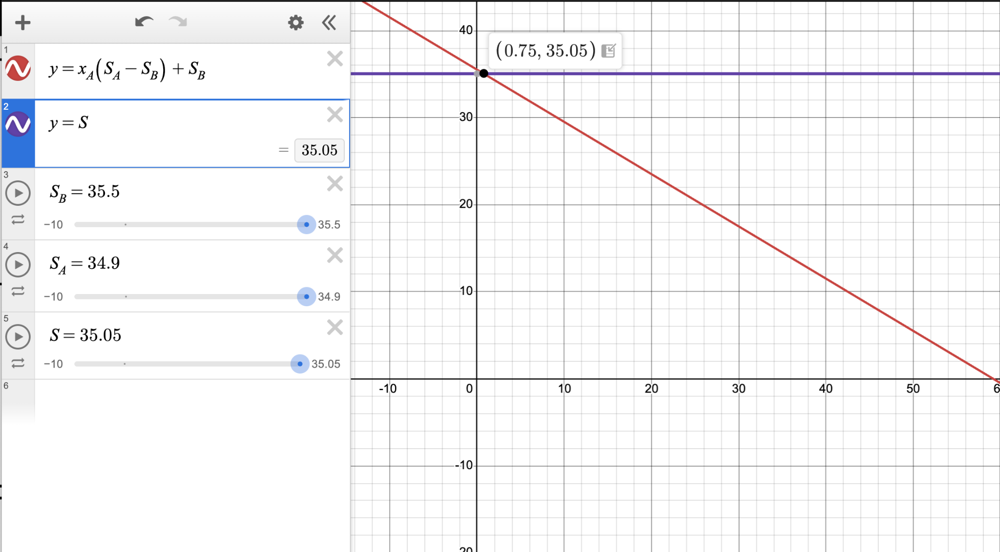 1
y = x_A(S_A − S_B) + S_B
2
y = S
= 35.05
3
S_B = 35.5
−10 35.5
4
S_A = 34.9
−10 34.9
5
S = 35.05
−10 35.05
6
40
(0.75, 35.05)
30
20
10
-10 0 10 20 30 40 50 6
-10
20